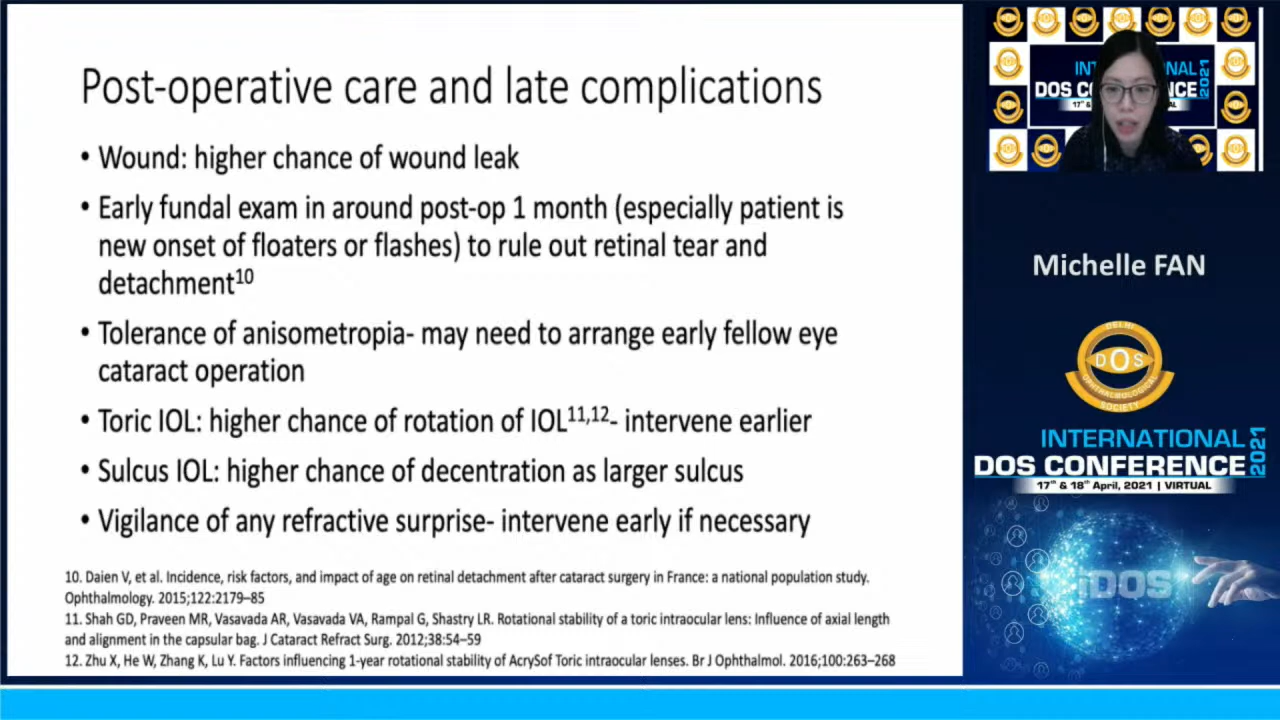 Post-operative care and late complications
• Wound: higher chance of wound leak
• Early fundal exam in around post-op 1 month (especially patient is
new onset of floaters or flashes) to rule out retinal tear and
detachment10
• Tolerance of anisometropia- may need to arrange early fellow eye
cataract operation
• Toric IOL: higher chance of rotation of IOL11,12- intervene earlier
• Sulcus IOL: higher chance of decentration as larger sulcus
• Vigilance of any refractive surprise- intervene early if necessary
10. Daien V, et al. Incidence, risk factors, and impact of age on retinal detachment after cataract surgery in France: a national population study.
Ophthalmology. 2015;122:2179–85
11. Shah GD, Praveen MR, Vasavada AR, Vasavada VA, Rampal G, Shastry LR. Rotational stability of a toric intraocular lens: Influence of axial length
and alignment in the capsular bag. J Cataract Refract Surg. 2012;38:54–59
12. Zhu X, He W, Zhang K, Lu Y. Factors influencing 1-year rotational stability of AcrySof Toric intraocular lenses. Br J Ophthalmol. 2016;100:263–268
Michelle FAN
DELHI
DOS
OPHTHALMOLOGICAL
SOCIETY
INTERNATIONAL
DOS CONFERENCE 2021
17th & 18th April, 2021 | VIRTUAL
iDOS